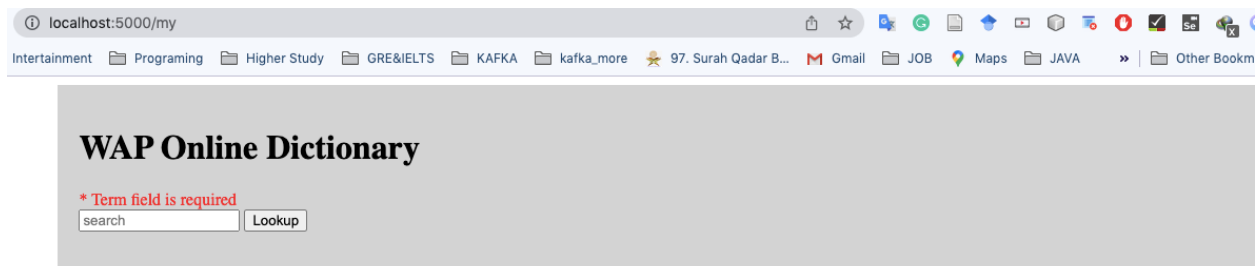 localhost:5000/my
Intertainment Programing Higher Study GRE&IELTS KAFKA kafka_more 97. Surah Qadar B... Gmail JOB Maps JAVA » Other Bookm
WAP Online Dictionary
* Term field is required
search Lookup